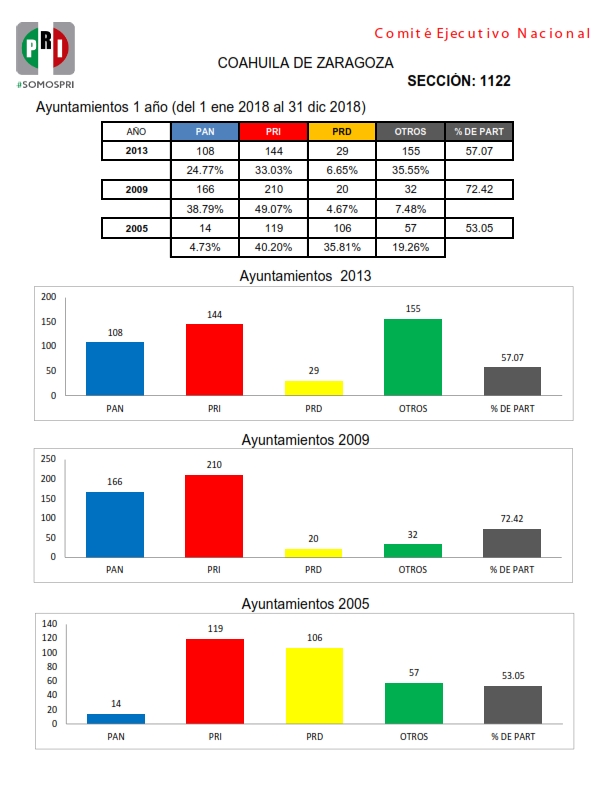 Comité Ejecutivo Nacional
PRI
#SOMOSPRI
COAHUILA DE ZARAGOZA
SECCIÓN: 1122
Ayuntamientos 1 año (del 1 ene 2018 al 31 dic 2018)
AÑO PAN PRI PRD OTROS % DE PART
2013 108 144 29 155 57.07
24.77% 33.03% 6.65% 35.55%
2009 166 210 20 32 72.42
38.79% 49.07% 4.67% 7.48%
2005 14 119 106 57 53.05
4.73% 40.20% 35.81% 19.26%
Ayuntamientos 2013
200
150
100
50
0
108 144 29 155 57.07
PAN PRI PRD OTROS % DE PART
Ayuntamientos 2009
250
200
150
100
50
0
166 210 20 32 72.42
PAN PRI PRD OTROS % DE PART
Ayuntamientos 2005
140
120
100
80
60
40
20
0
14 119 106 57 53.05
PAN PRI PRD OTROS % DE PART